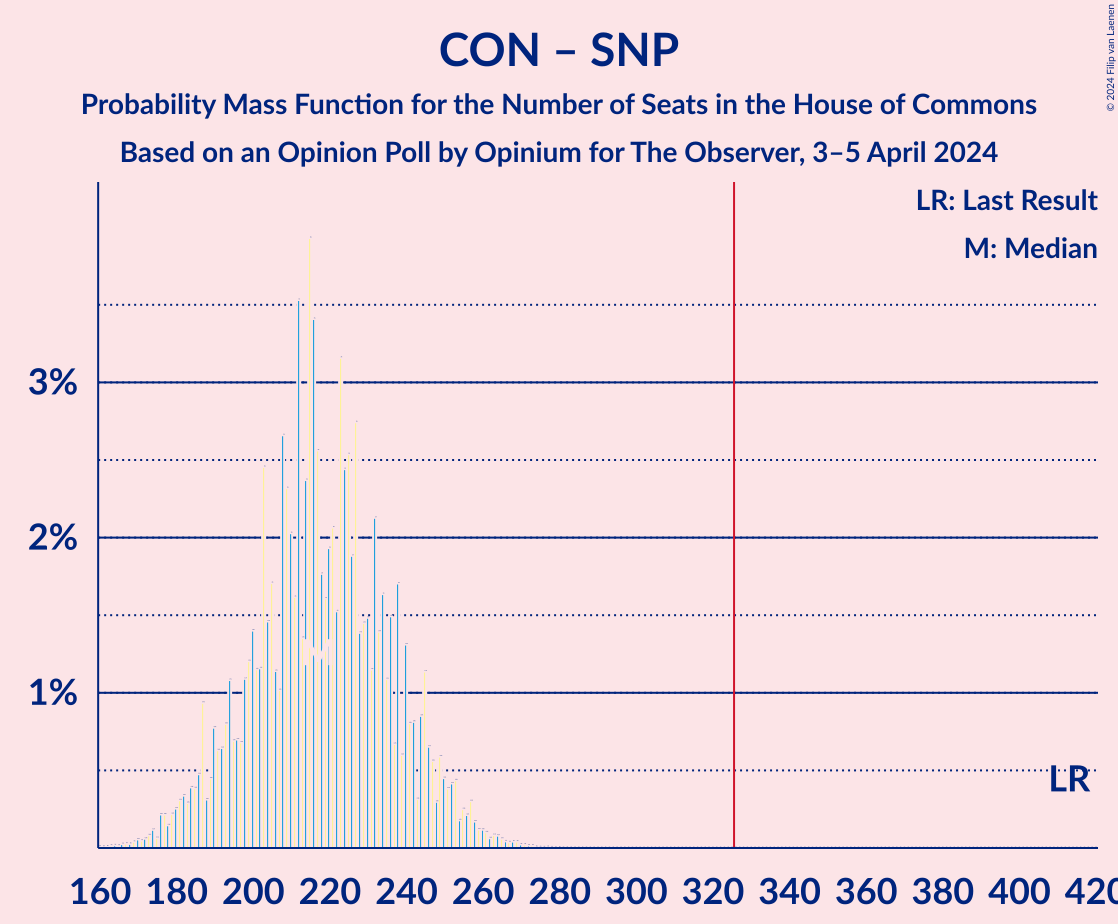 CON – SNP
Probability Mass Function for the Number of Seats in the House of Commons
Based on an Opinion Poll by Opinium for The Observer, 3–5 April 2024
© 2024 Filip van Laenen
LR: Last Result
M: Median
3%
2%
1%
M
LR
160 180 200 220 240 260 280 300 320 340 360 380 400 420